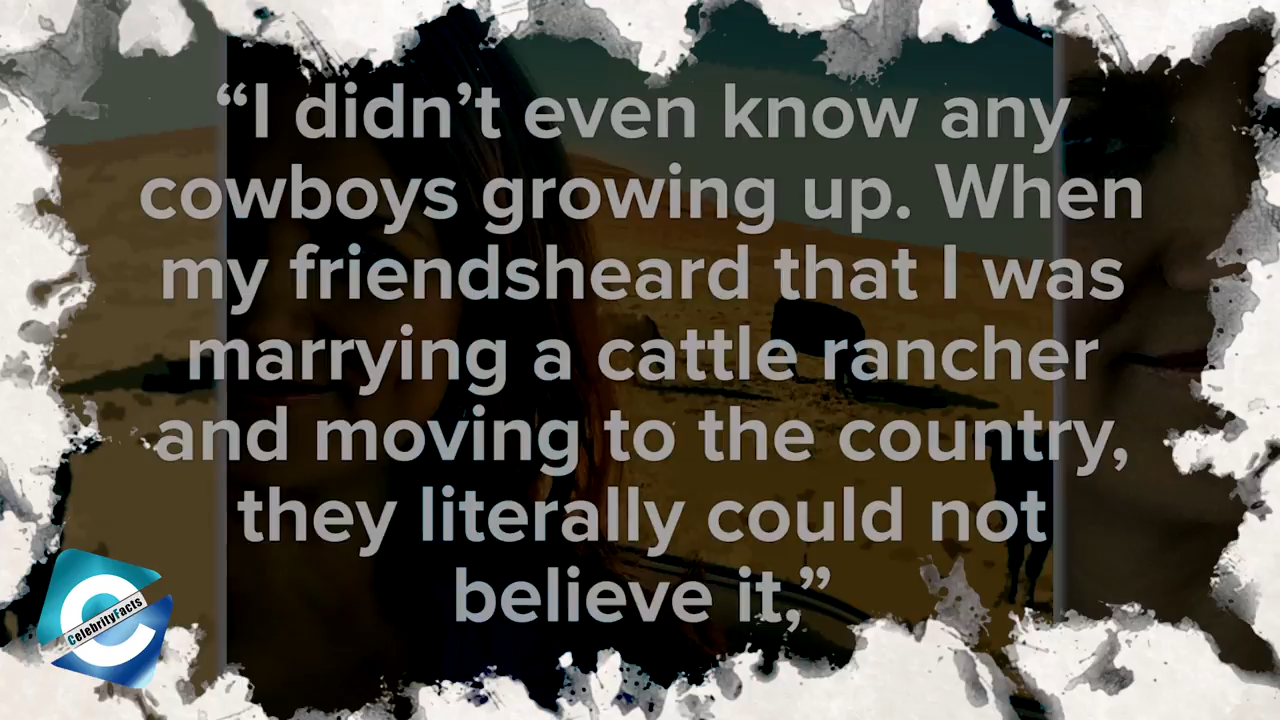 “I didn’t even know any
cowboys growing up. When
my friendsheard that I was
marrying a cattle rancher
and moving to the country,
they literally could not
believe it,”
CelebrityFacts